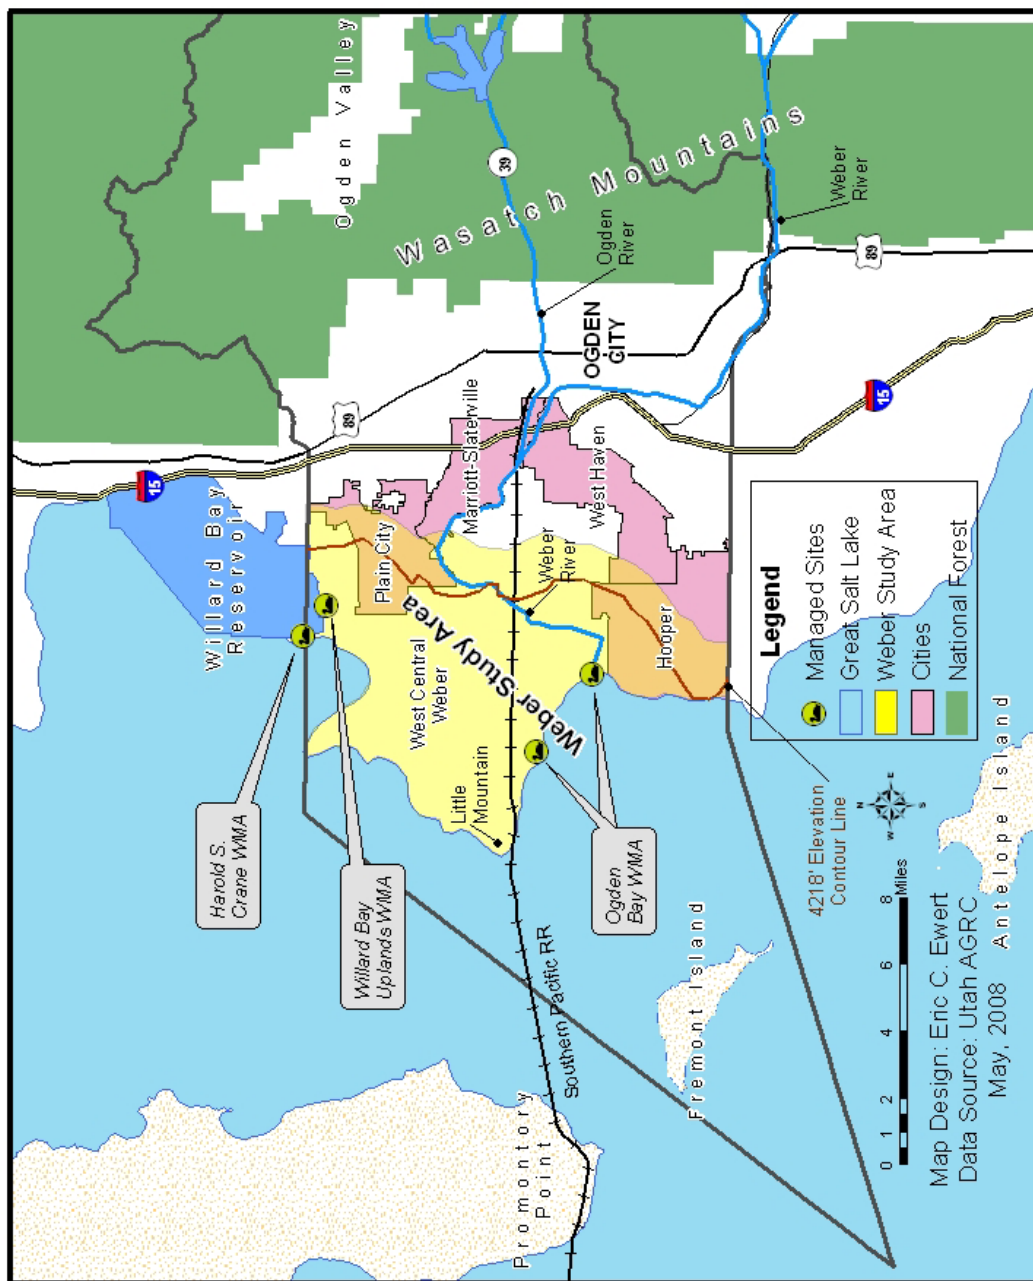 Promontory
Point
Southern Pacific RR
Fremont Island
Antelope Island
Harold S.
Crane WMA
Willard Bay
Uplands WMA
Ogden
Bay WMA
Little
Mountain
West Central
Weber
Weber Study Area
Willard Bay
Reservoir
Plain City
Hooper
Weber
River
Marriott-Slaterville
West Haven
OGDEN
CITY
Ogden
River
Weber
River
Wasatch Mountains
Ogden Valley
15
89
39
89
15
4218' Elevation
Contour Line
N
E
S
W
0 1 2 4 6 8
Miles
Map Design: Eric C. Ewert
Data Source: Utah AGRC
May, 2008
Legend
Managed Sites
Great Salt Lake
Weber Study Area
Cities
National Forest